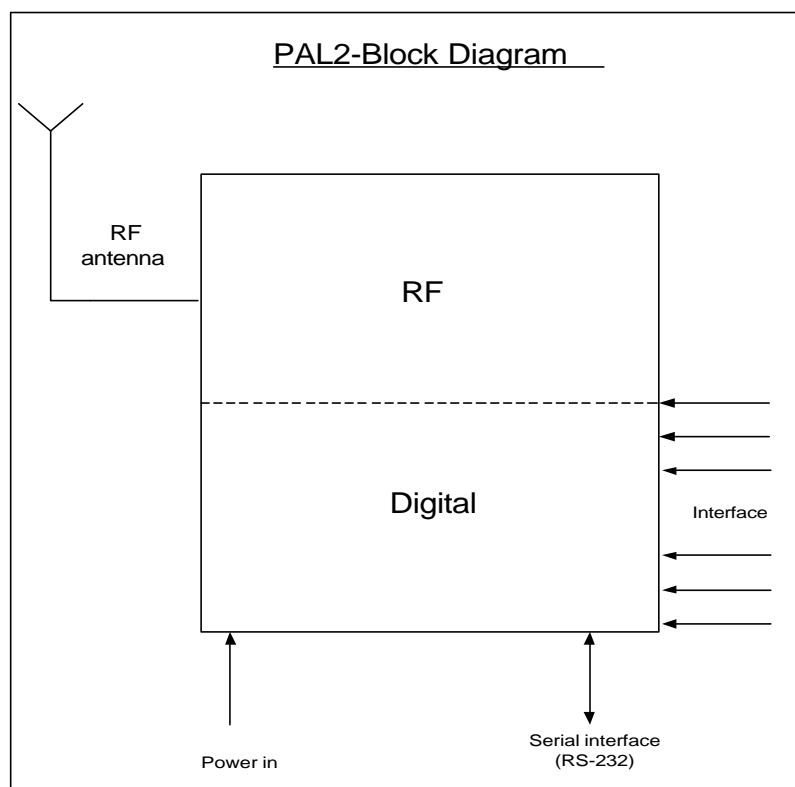 PAL2-Block Diagram
RF
antenna
RF
Digital
Interface
Power in
Serial interface
(RS-232)